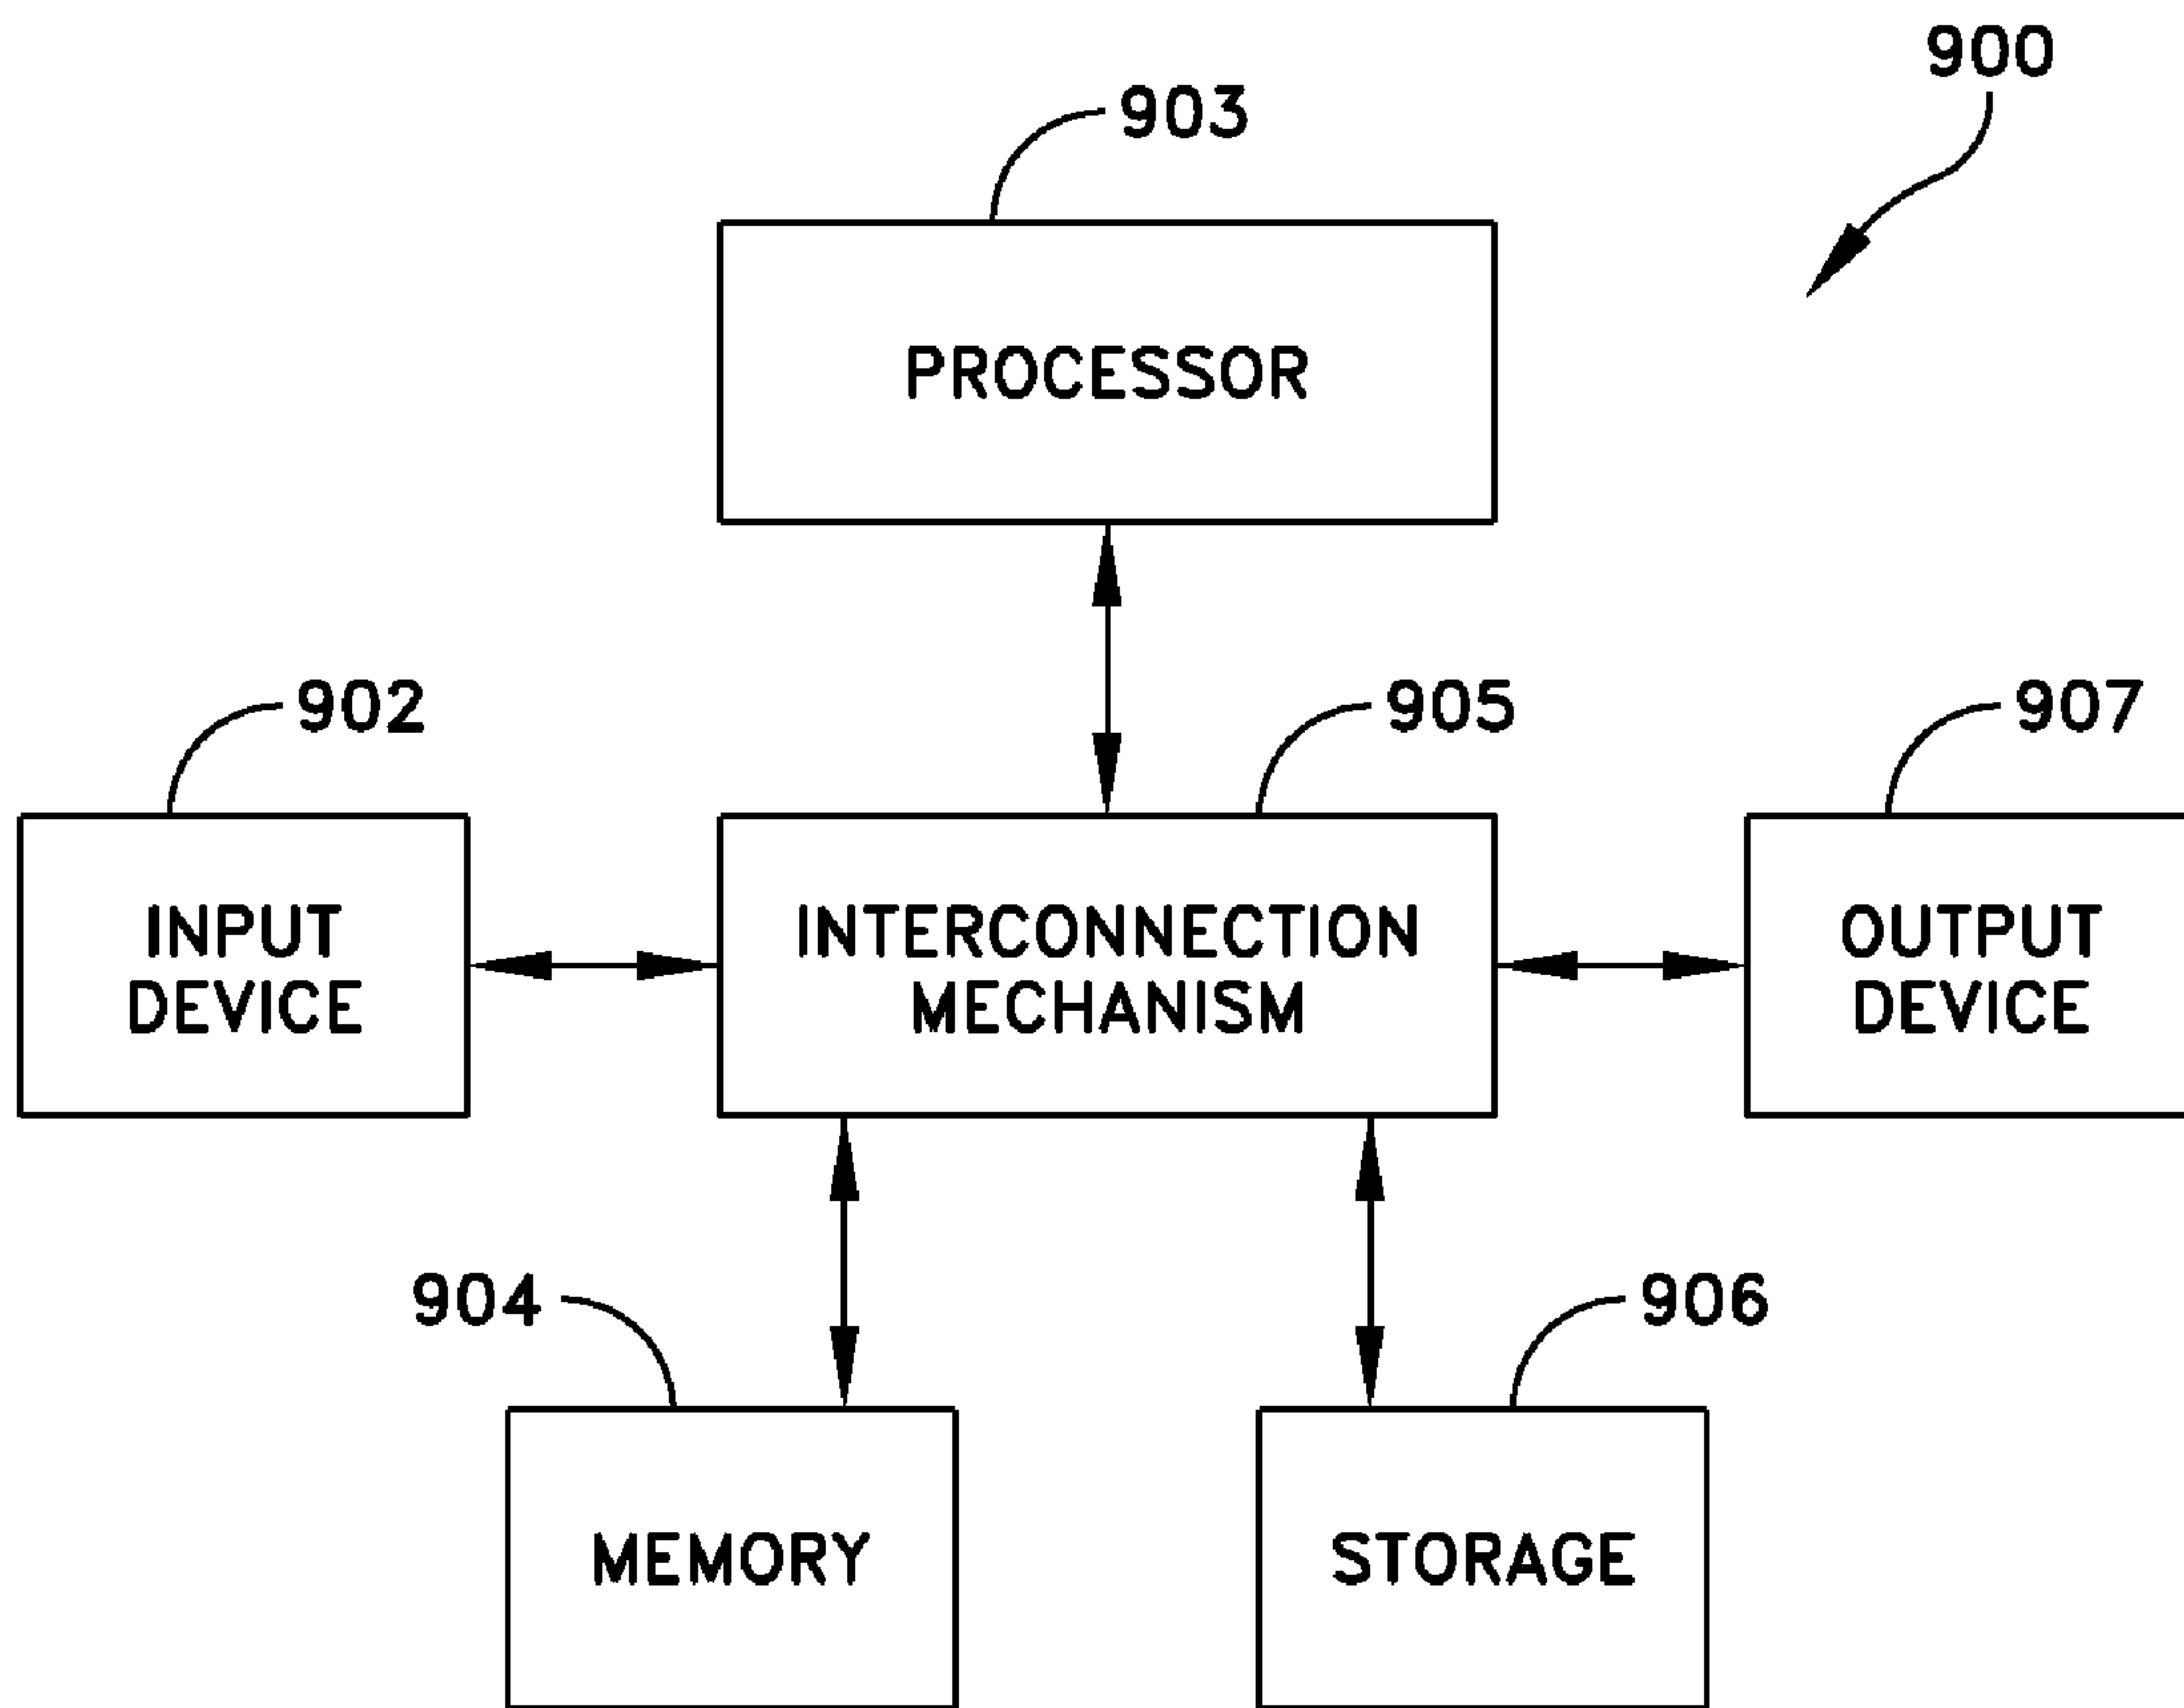 900
903
PROCESSOR
902
905
907
INPUT
DEVICE
INTERCONNECTION
MECHANISM
OUTPUT
DEVICE
904
906
MEMORY
STORAGE